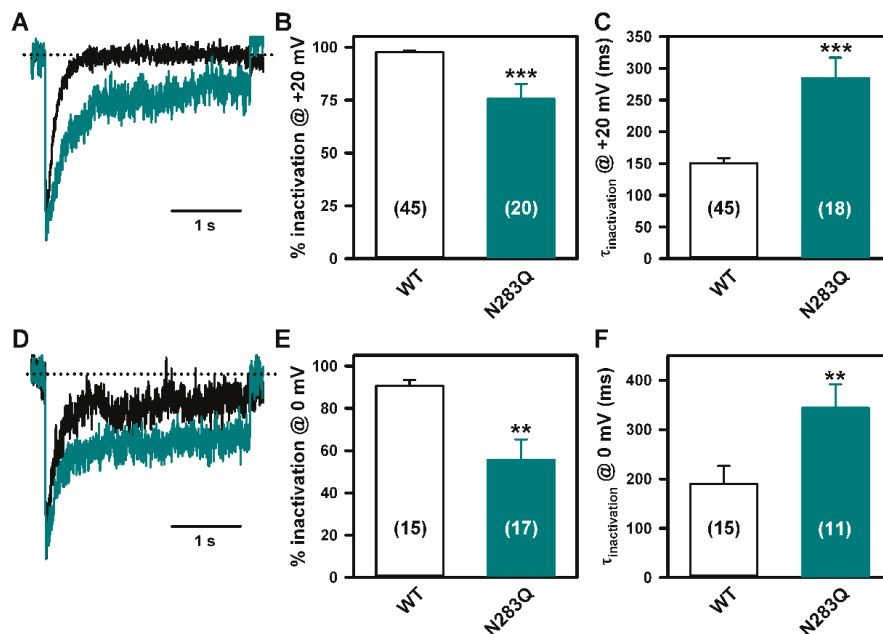 A
1 s
B
% inactivation @ +20 mV
100
75
50
25
0
***
(45)
(20)
WT
N283Q
C
τinactivation @ +20 mV (ms)
350
300
250
200
150
100
50
0
***
(45)
(18)
WT
N283Q
D
1 s
E
% inactivation @ 0 mV
100
80
60
40
20
0
**
(15)
(17)
WT
N283Q
F
τinactivation @ 0 mV (ms)
400
300
200
100
0
**
(15)
(11)
WT
N283Q